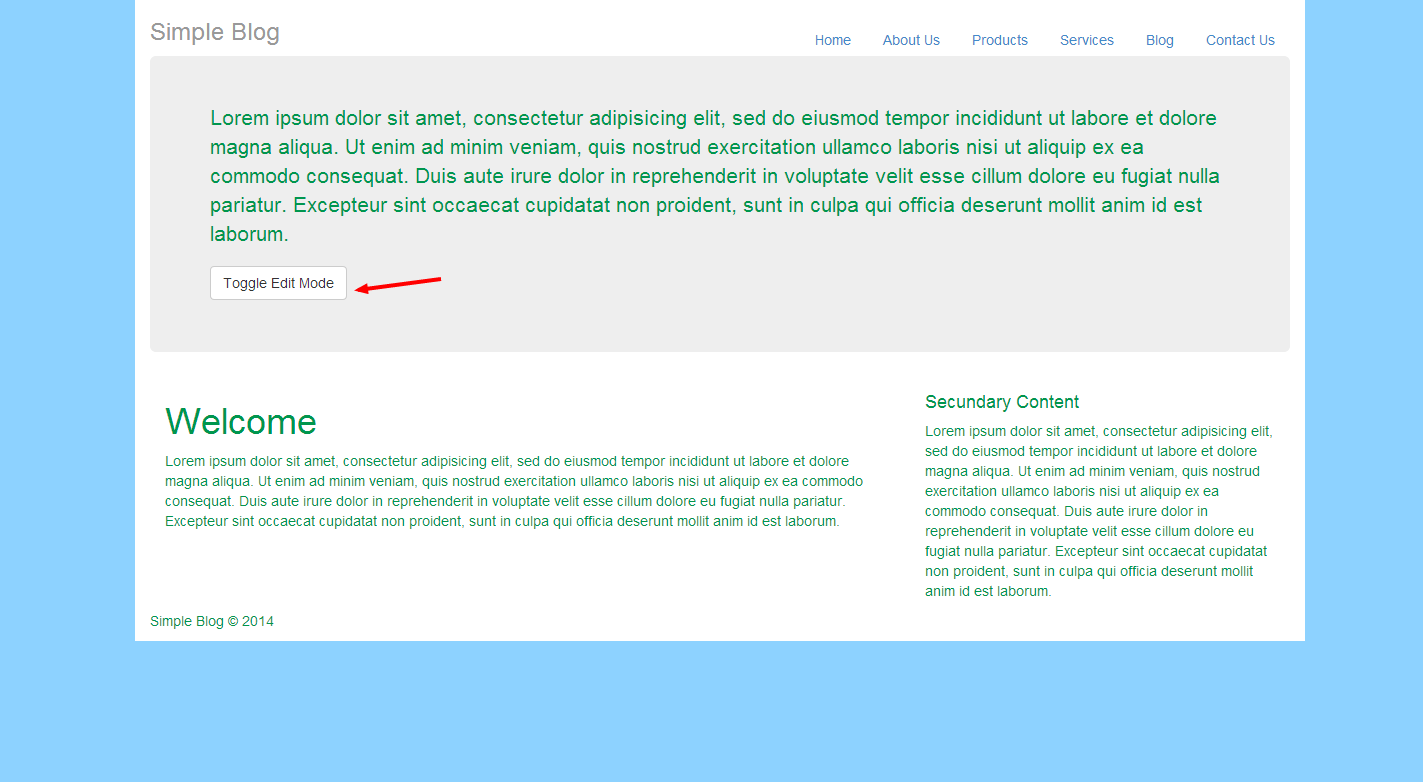 Simple Blog
Home About Us Products Services Blog Contact Us
Lorem ipsum dolor sit amet, consectetur adipisicing elit, sed do eiusmod tempor incididunt ut labore et dolore
magna aliqua. Ut enim ad minim veniam, quis nostrud exercitation ullamco laboris nisi ut aliquip ex ea
commodo consequat. Duis aute irure dolor in reprehenderit in voluptate velit esse cillum dolore eu fugiat nulla
pariatur. Excepteur sint occaecat cupidatat non proident, sunt in culpa qui officia deserunt mollit anim id est
laborum.
Toggle Edit Mode
Welcome
Lorem ipsum dolor sit amet, consectetur adipisicing elit, sed do eiusmod tempor incididunt ut labore et dolore
magna aliqua. Ut enim ad minim veniam, quis nostrud exercitation ullamco laboris nisi ut aliquip ex ea commodo
consequat. Duis aute irure dolor in reprehenderit in voluptate velit esse cillum dolore eu fugiat nulla pariatur.
Excepteur sint occaecat cupidatat non proident, sunt in culpa qui officia deserunt mollit anim id est laborum.
Secundary Content
Lorem ipsum dolor sit amet, consectetur adipisicing elit,
sed do eiusmod tempor incididunt ut labore et dolore
magna aliqua. Ut enim ad minim veniam, quis nostrud
exercitation ullamco laboris nisi ut aliquip ex ea
commodo consequat. Duis aute irure dolor in
reprehenderit in voluptate velit esse cillum dolore eu
fugiat nulla pariatur. Excepteur sint occaecat cupidatat
non proident, sunt in culpa qui officia deserunt mollit
anim id est laborum.
Simple Blog © 2014